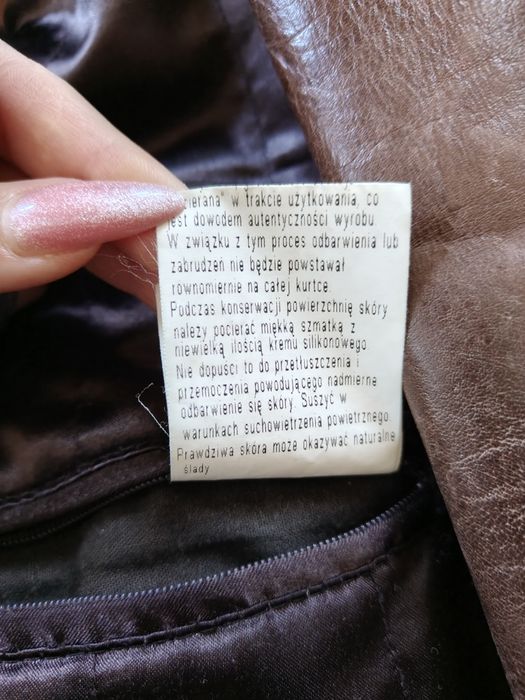 zierana" w trakcie użytkowania, co
jest dowodem autentyczności wyrobu.
W związku z tym proces odbarwienia lub
zabrudzeń nie będzie powstawał
równomiernie na całej kurtce.
Podczas konserwacji powierzchnię skóry
należy pocierać miękką szmatką z
niewielką ilością kremu silikonowego.
Nie dopuści to do przetłuszczenia i
przemoczenia powodującego nadmierne
odbarwienie się skóry. Suszyć w
warunkach suchowietrzenia powietrznego.
Prawdziwa skóra może okazywać naturalne
ślady